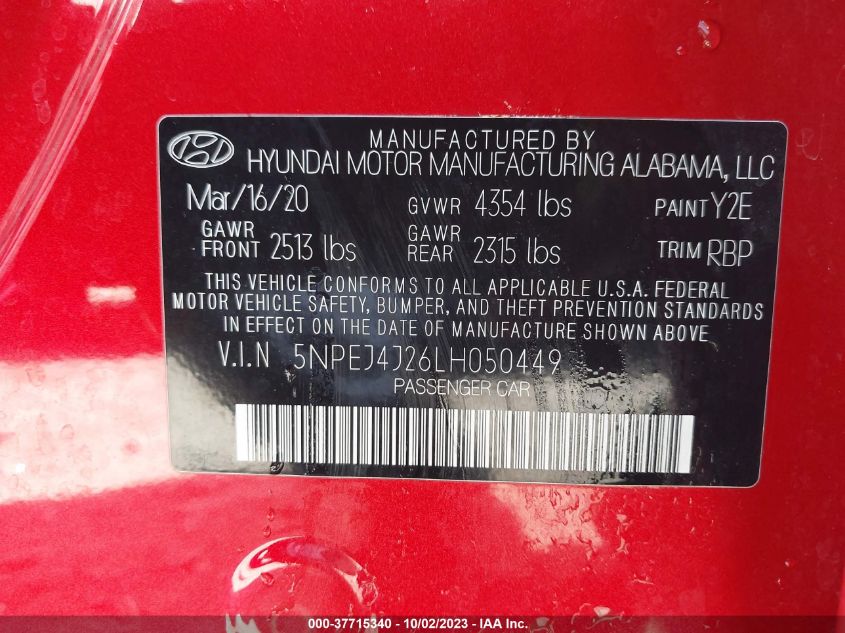 MANUFACTURED BY
HYUNDAI MOTOR MANUFACTURING ALABAMA, LLC
Mar/16/20 GVWR 4354 lbs PAINT Y2E
GAWR FRONT 2513 lbs GAWR REAR 2315 lbs TRIM RBP
THIS VEHICLE CONFORMS TO ALL APPLICABLE U.S.A. FEDERAL
MOTOR VEHICLE SAFETY, BUMPER, AND THEFT PREVENTION STANDARDS
IN EFFECT ON THE DATE OF MANUFACTURE SHOWN ABOVE
V.I.N 5NPEJ4J26LH050449
PASSENGER CAR
000-37715340 - 10/02/2023 - IAA Inc.